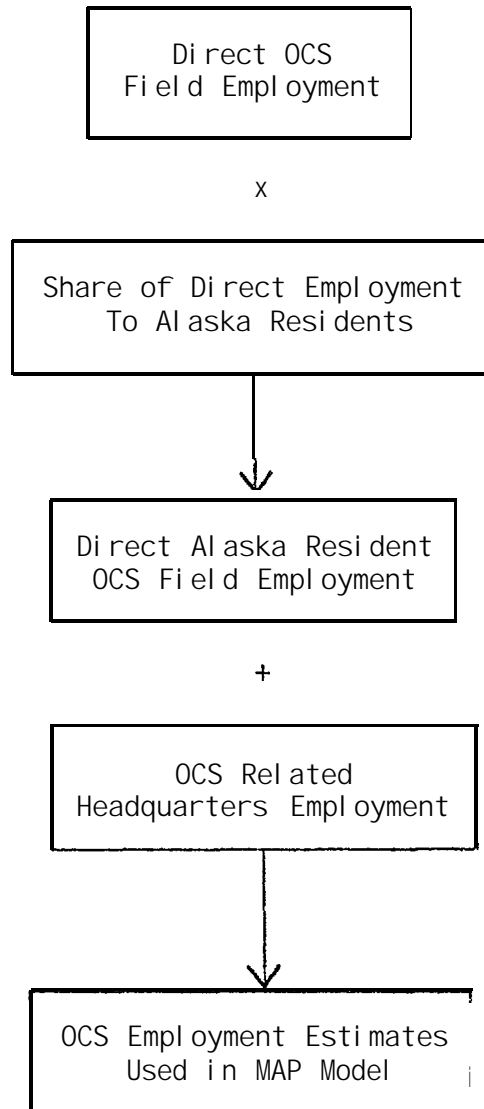 Direct OCS
Field Employment
x
Share of Direct Employment
To Alaska Residents
Direct Alaska Resident
OCS Field Employment
+
OCS Related
Headquarters Employment
OCS Employment Estimates
Used in MAP Model